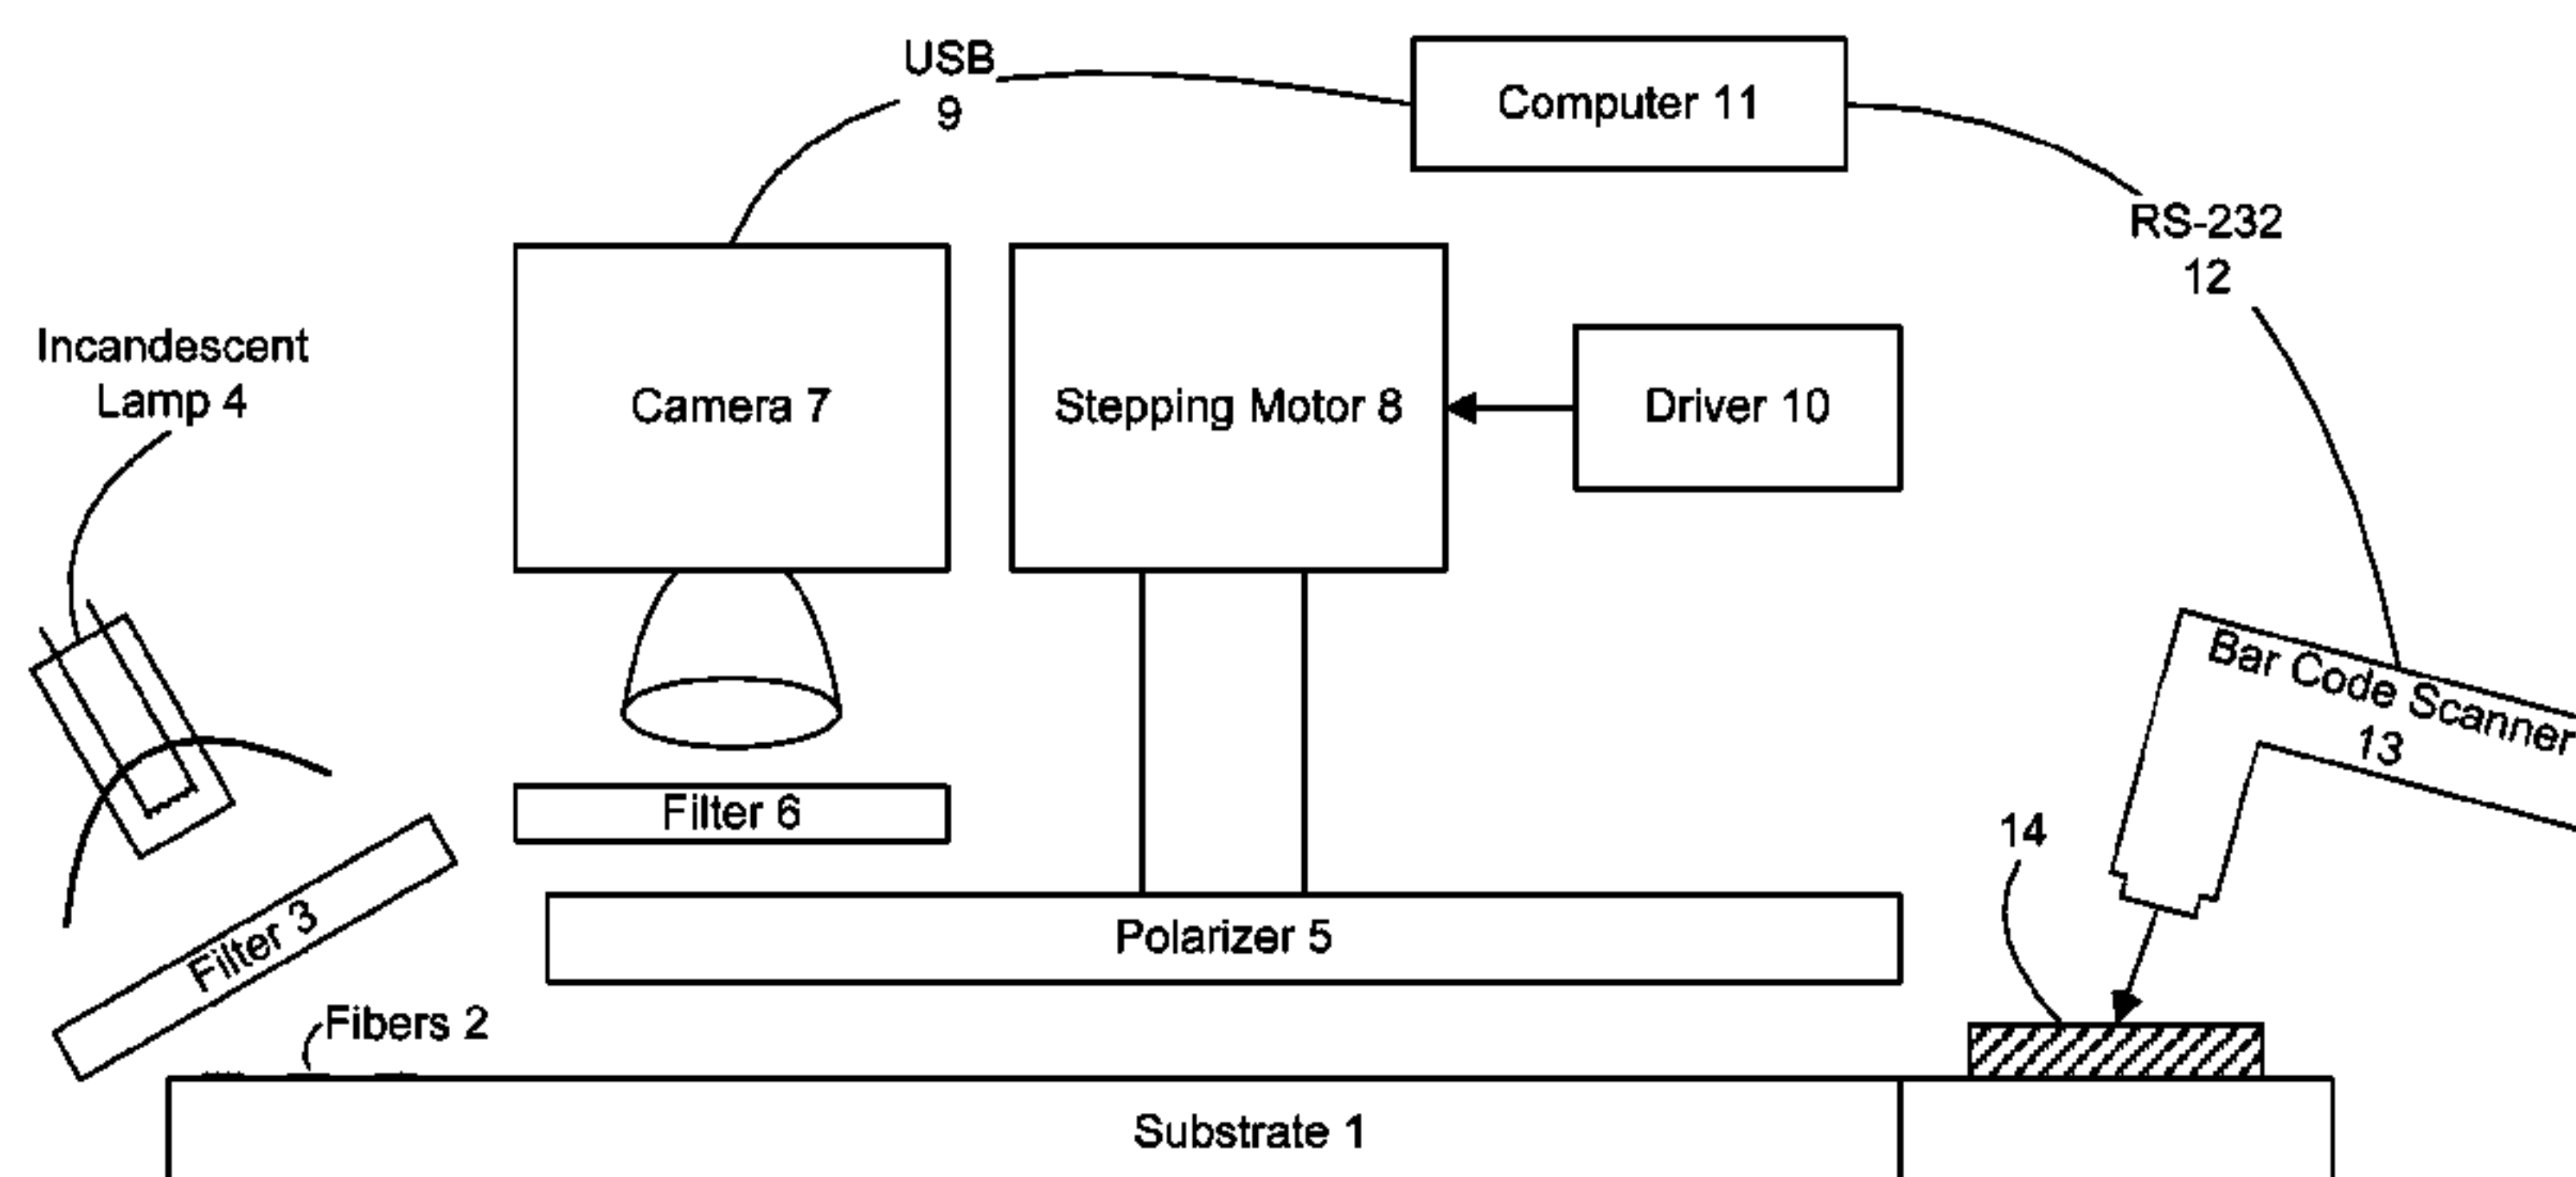 USB
9
Computer 11
RS-232
12
Incandescent
Lamp 4
Camera 7
Stepping Motor 8
Driver 10
Bar Code Scanner
13
Filter 6
14
Filter 3
Polarizer 5
Fibers 2
Substrate 1